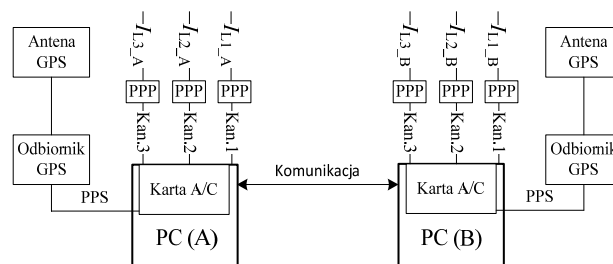 Antena
GPS
Odbiornik
GPS
PPS
I_L3_A
I_L2_A
I_L1_A
PPP
PPP
PPP
Kan.3
Kan.2
Kan.1
Karta A/C
PC (A)
Komunikacja
I_L3_B
I_L2_B
I_L1_B
PPP
PPP
PPP
Kan.3
Kan.2
Kan.1
Karta A/C
PC (B)
Antena
GPS
Odbiornik
GPS
PPS